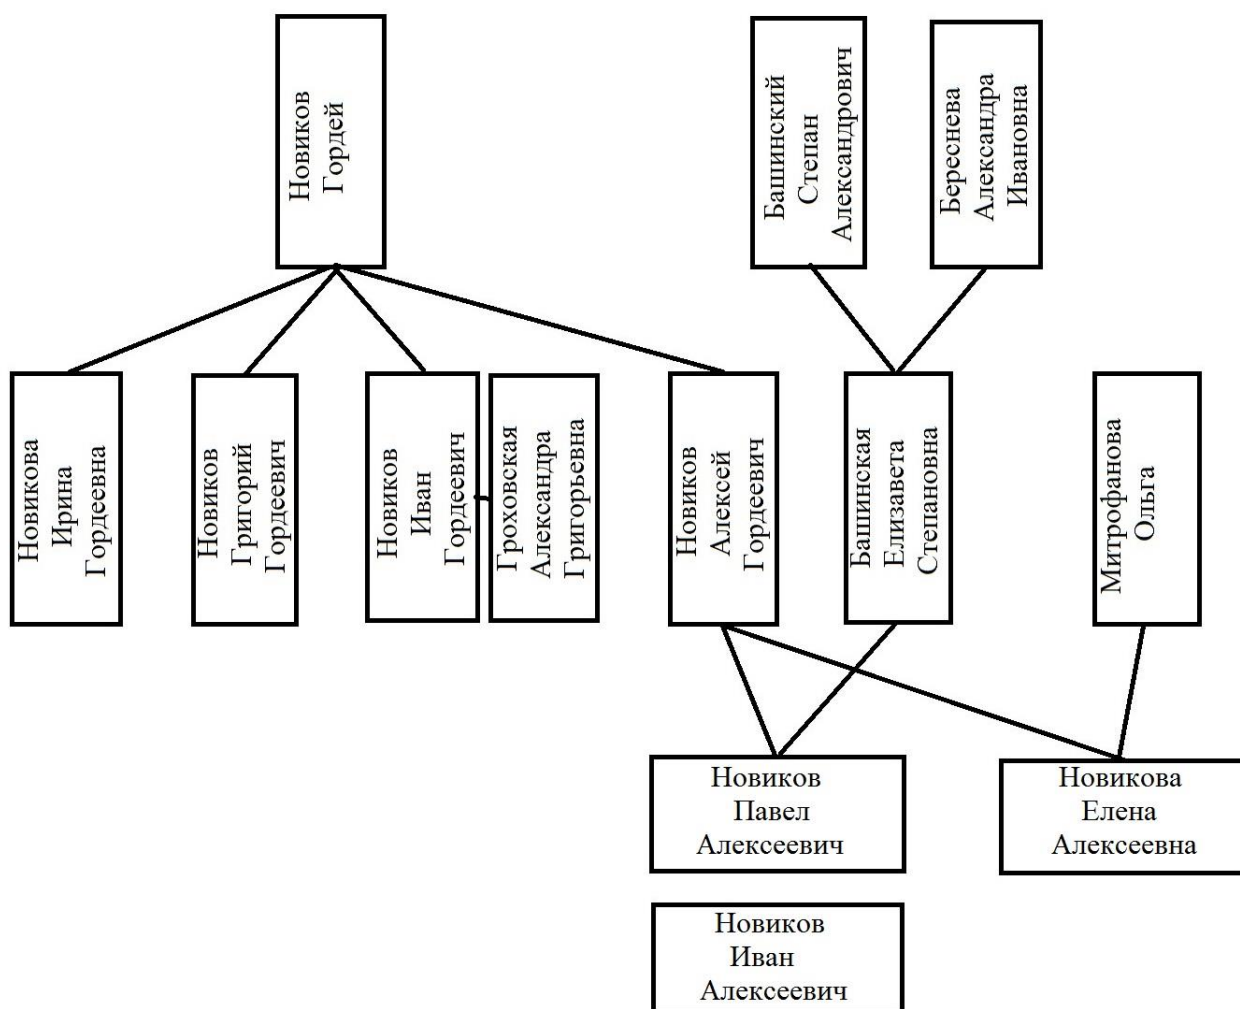 Новиков
Гордей
Башинский
Степан
Александрович
Береснева
Александра
Ивановна
Новикова
Ирина
Гордеевна
Новиков
Григорий
Гордеевич
Новиков
Иван
Гордеевич
Гроховская
Александра
Григорьевна
Новиков
Алексей
Гордеевич
Башинская
Елизавета
Степановна
Митрофанова
Ольга
Новиков
Павел
Алексеевич
Новикова
Елена
Алексеевна
Новиков
Иван
Алексеевич